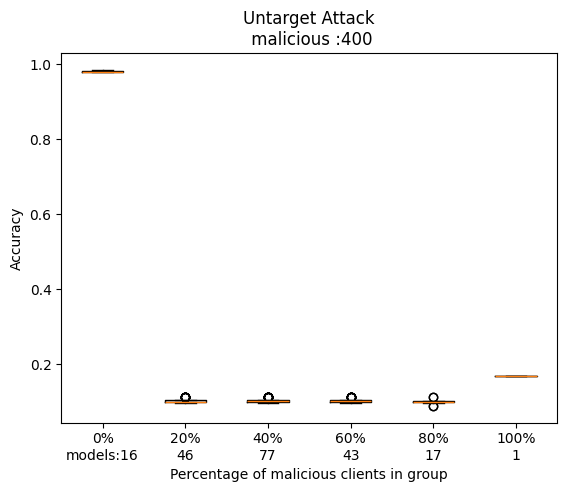 Untarget Attack
malicious :400
1.0
0.8
0.6
0.4
0.2
Accuracy
0% 20% 40% 60% 80% 100%
models:16 46 77 43 17 1
Percentage of malicious clients in group